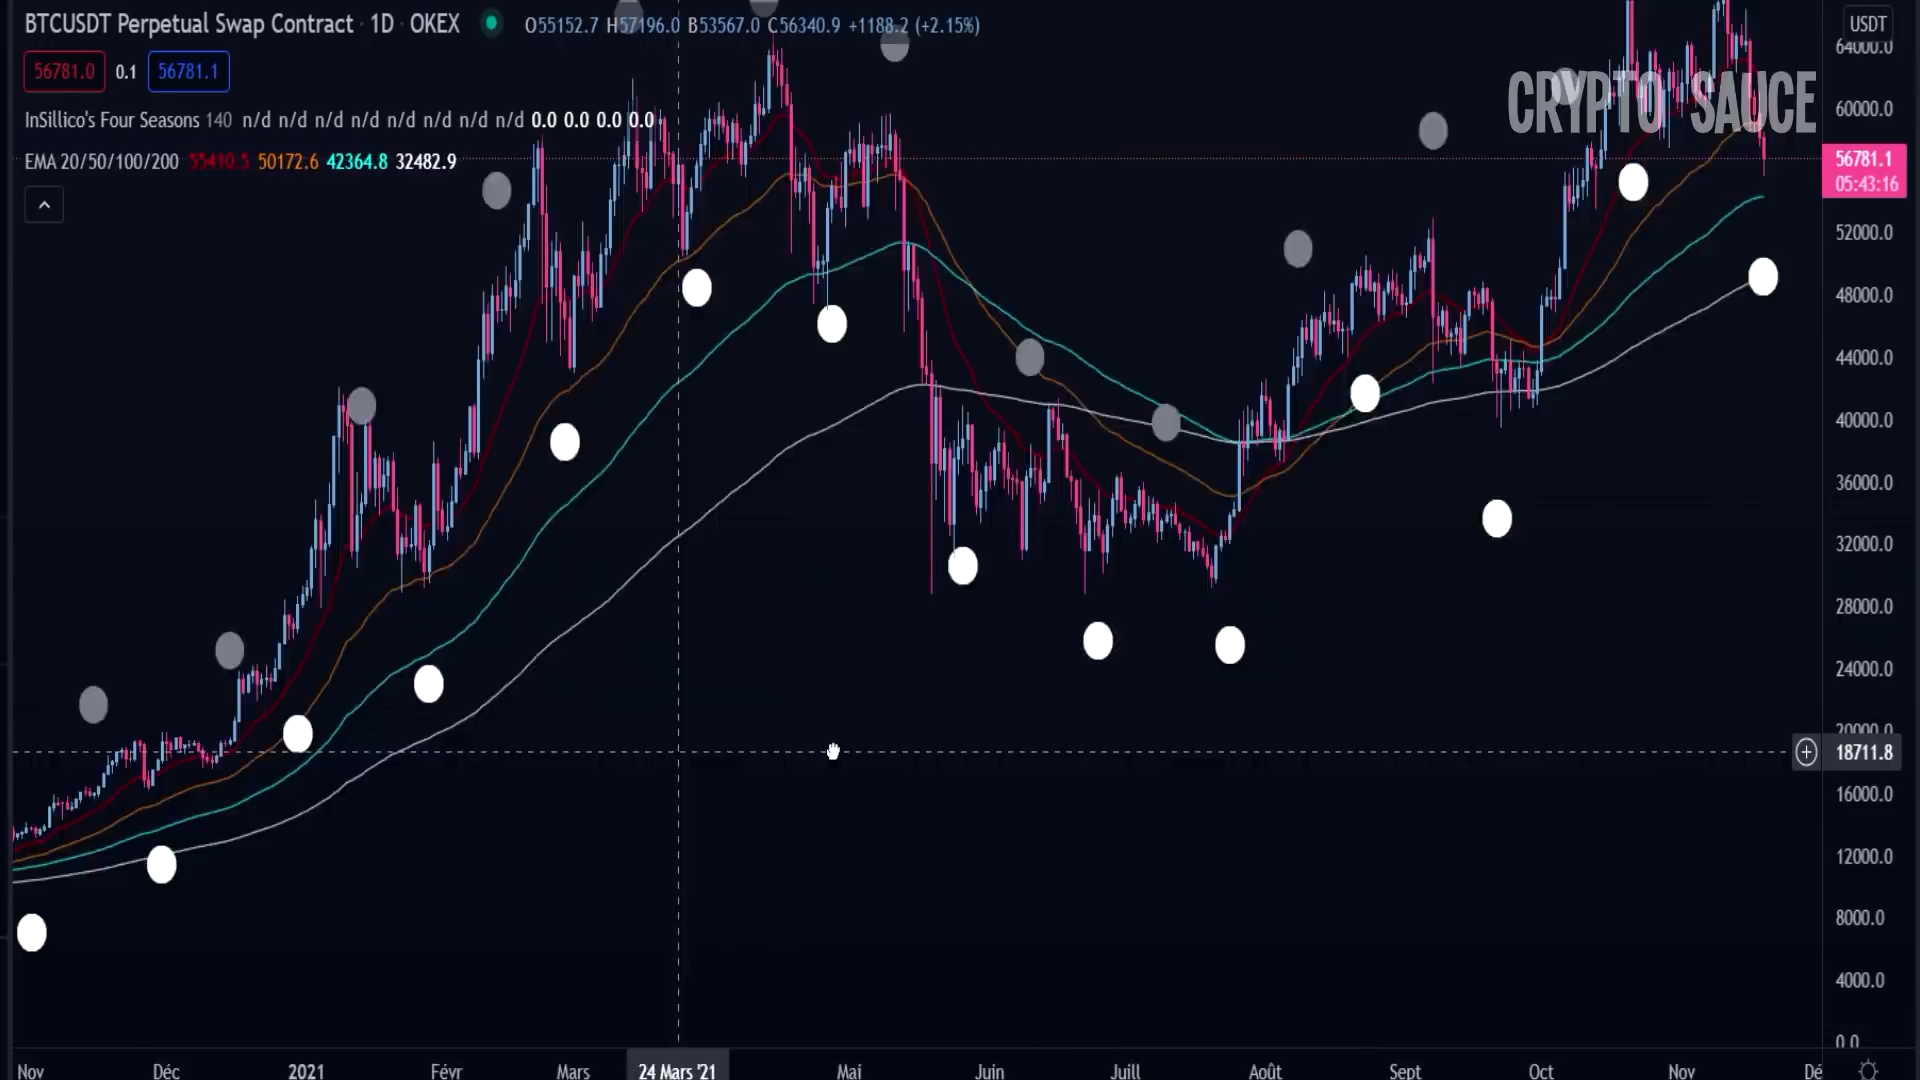 BTCUSDT Perpetual Swap Contract · 1D · OKEX O55152.7 H57196.0 B53567.0 C56340.9 +1188.2 (+2.15%)
56781.0 0.1 56781.1
InSillico's Four Seasons 140 n/d n/d n/d n/d n/d n/d n/d n/d 0.0 0.0 0.0 0.0
EMA 20/50/100/200 55410.5 50172.6 42364.8 32482.9
CRYPTO SAUCE
USDT
64000.0
60000.0
56781.1
05:43:16
52000.0
48000.0
44000.0
40000.0
36000.0
32000.0
28000.0
24000.0
20000.0
18711.8
16000.0
12000.0
8000.0
4000.0
0.0
Nov Déc 2021 Févr Mars 24 Mars '21 Mai Juin Juill Août Sept Oct Nov Dé